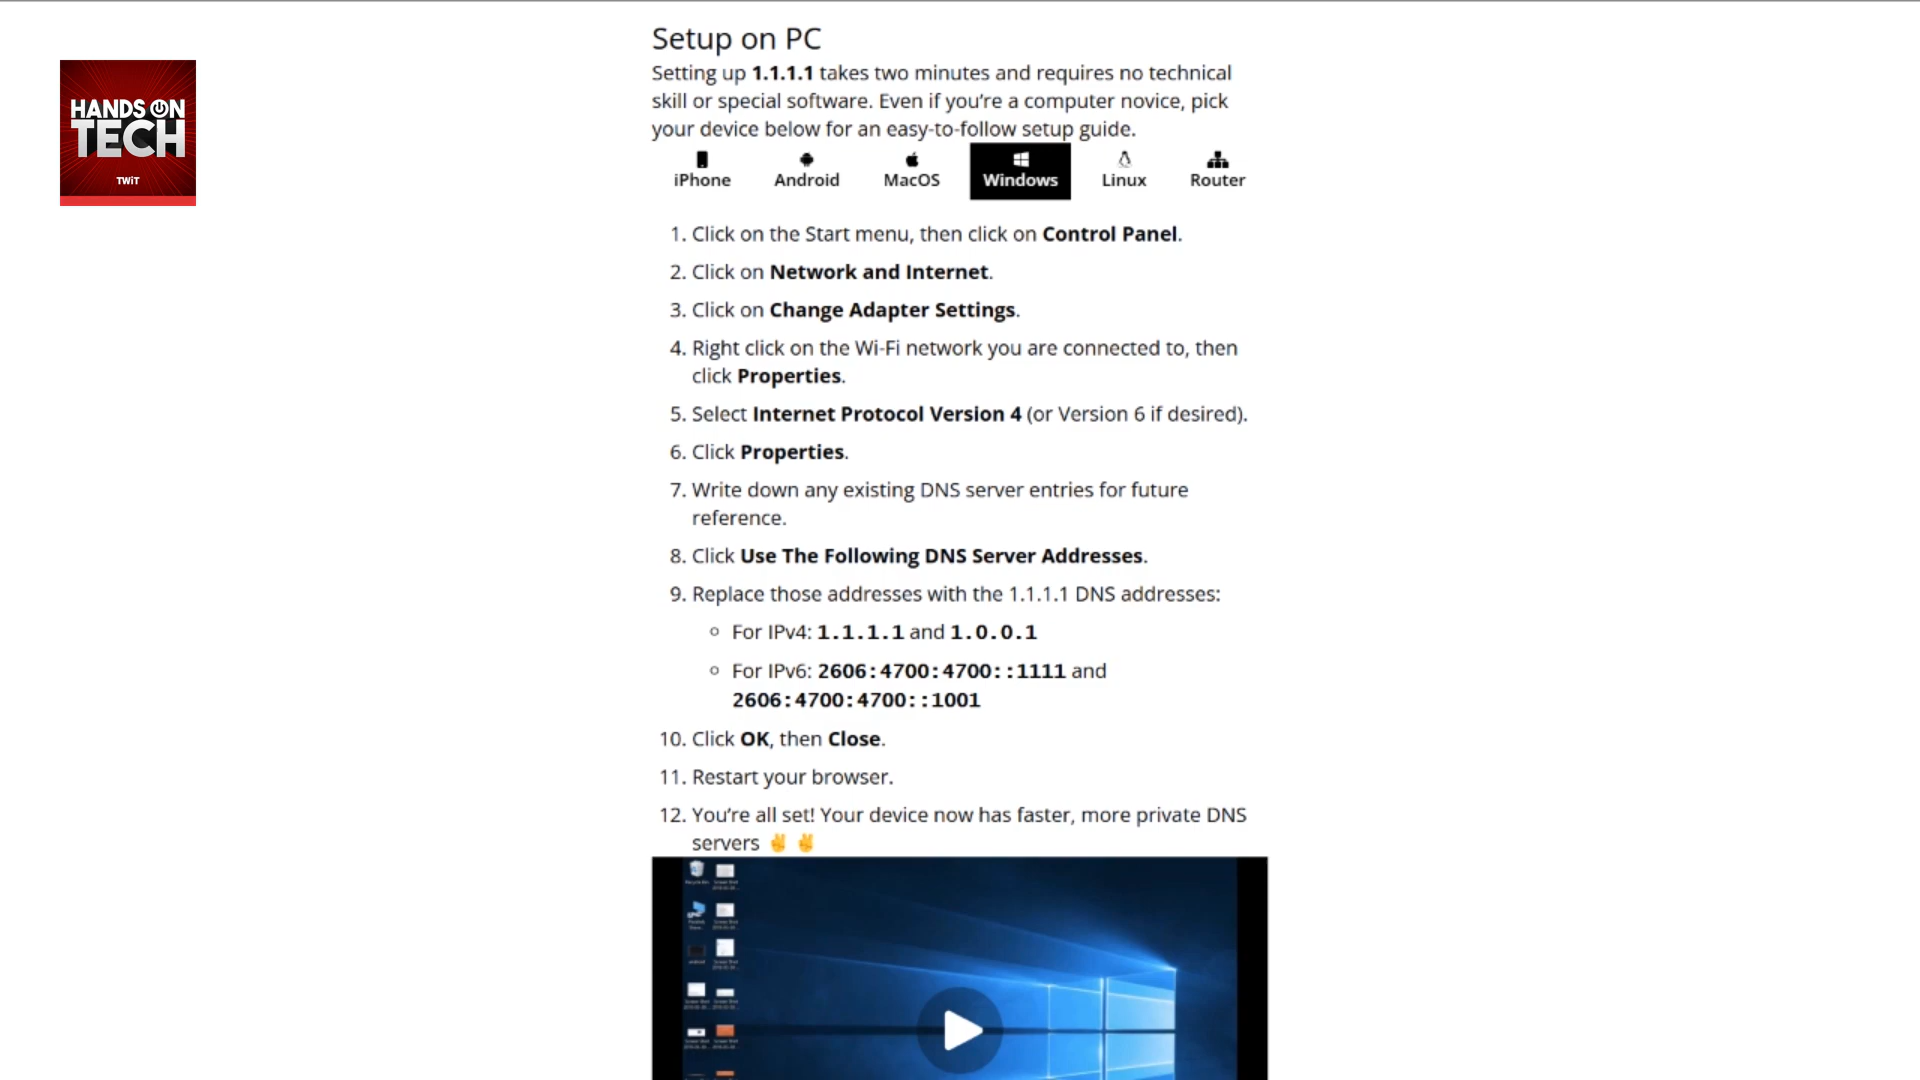 HANDS ON
TECH
TWiT
Setup on PC
Setting up 1.1.1.1 takes two minutes and requires no technical
skill or special software. Even if you’re a computer novice, pick
your device below for an easy-to-follow setup guide.
iPhone Android MacOS Windows Linux Router
1. Click on the Start menu, then click on Control Panel.
2. Click on Network and Internet.
3. Click on Change Adapter Settings.
4. Right click on the Wi-Fi network you are connected to, then
click Properties.
5. Select Internet Protocol Version 4 (or Version 6 if desired).
6. Click Properties.
7. Write down any existing DNS server entries for future
reference.
8. Click Use The Following DNS Server Addresses.
9. Replace those addresses with the 1.1.1.1 DNS addresses:
For IPv4: 1.1.1.1 and 1.0.0.1
For IPv6: 2606:4700:4700::1111 and
2606:4700:4700::1001
10. Click OK, then Close.
11. Restart your browser.
12. You’re all set! Your device now has faster, more private DNS
servers ✌️ ✌️